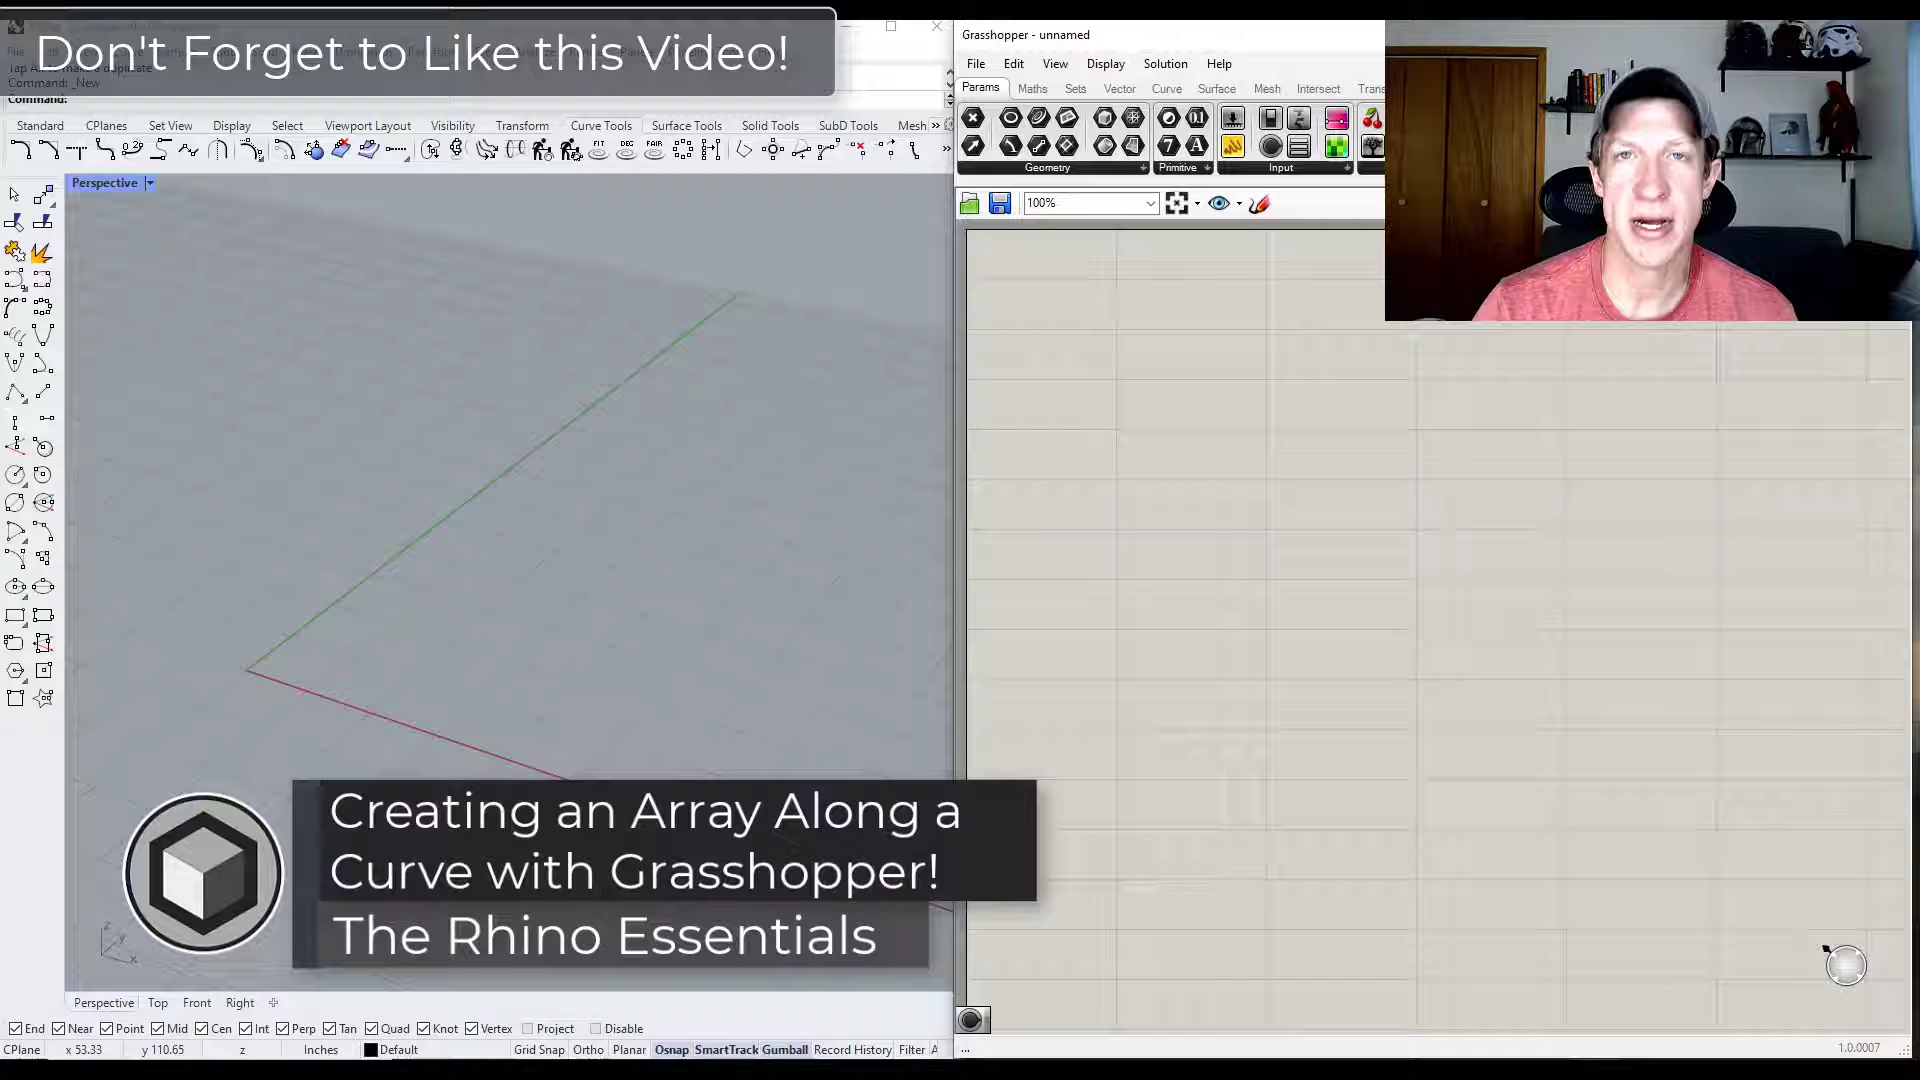 Don't Forget to Like this Video!
Command: _New
Command:
Standard CPlanes Set View Display Select Viewport Layout Visibility Transform Curve Tools Surface Tools Solid Tools SubD Tools Mesh
Perspective
Creating an Array Along a
Curve with Grasshopper!
The Rhino Essentials
z
y
x
Perspective Top Front Right
End Near Point Mid Cen Int Perp Tan Quad Knot Vertex Project Disable
CPlane x 53.33 y 110.65 z Inches Default Grid Snap Ortho Planar Osnap SmartTrack Gumball Record History Filter A
Grasshopper - unnamed
File Edit View Display Solution Help
Params Maths Sets Vector Curve Surface Mesh Intersect Trans
Geometry Primitive Input
100%
... 1.0.0007